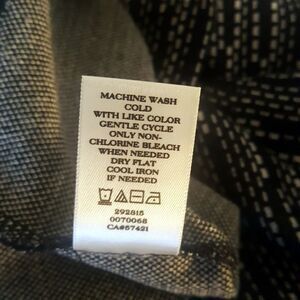 MACHINE WASH
COLD
WITH LIKE COLOR
GENTLE CYCLE
ONLY NON-
CHLORINE BLEACH
WHEN NEEDED
DRY FLAT
COOL IRON
IF NEEDED
292815
0070068
CA#57421